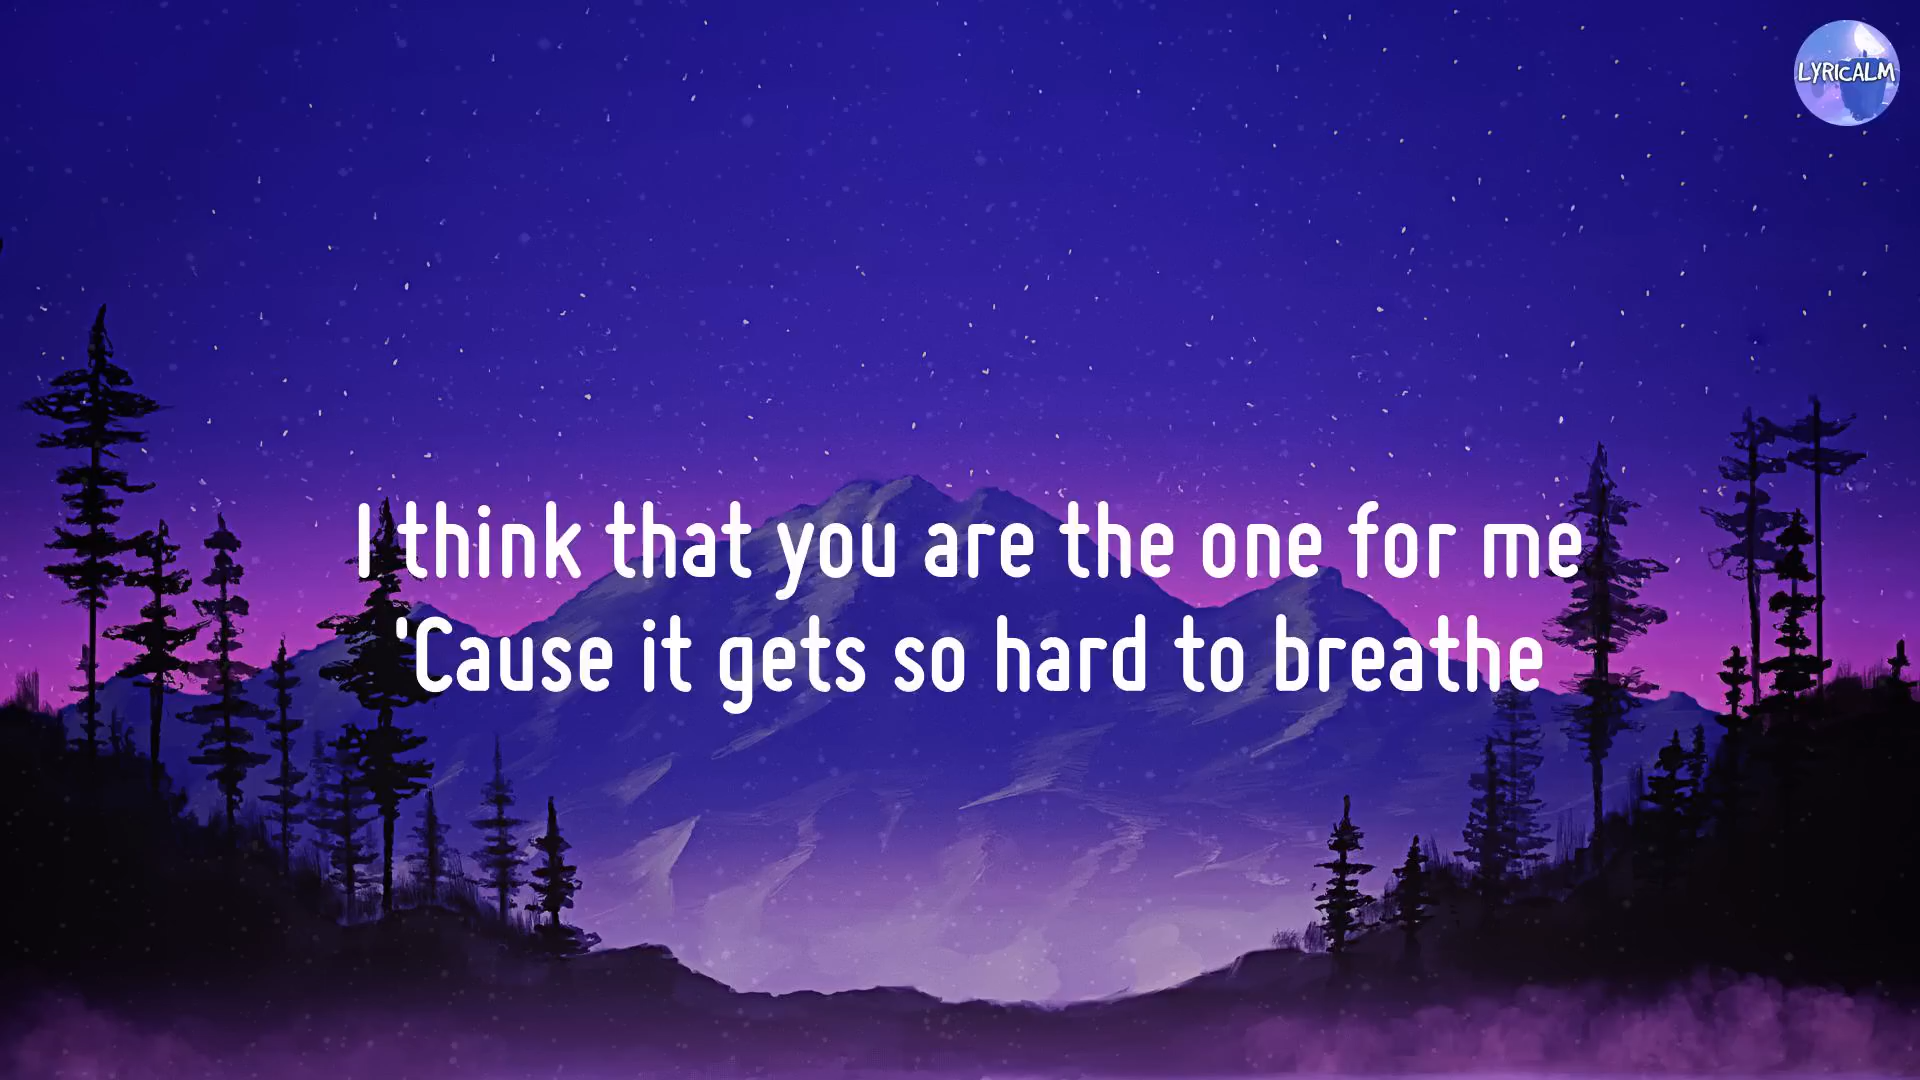 LYRICALM
I think that you are the one for me
'Cause it gets so hard to breathe